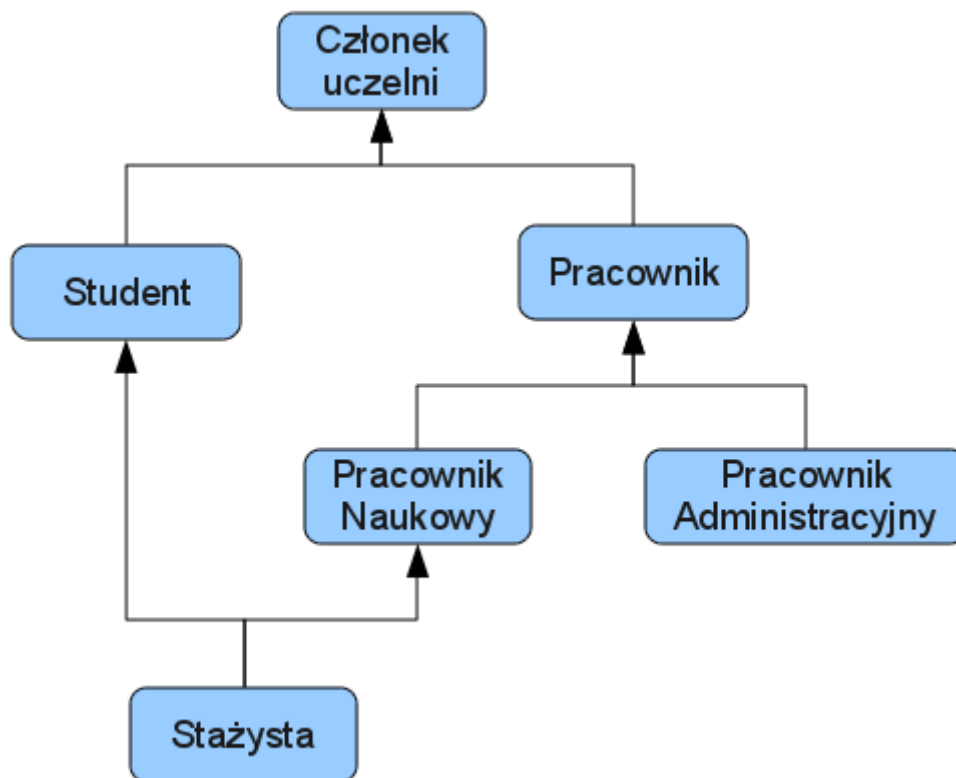 Członek
uczelni
Student
Pracownik
Pracownik
Naukowy
Pracownik
Administracyjny
Stażysta